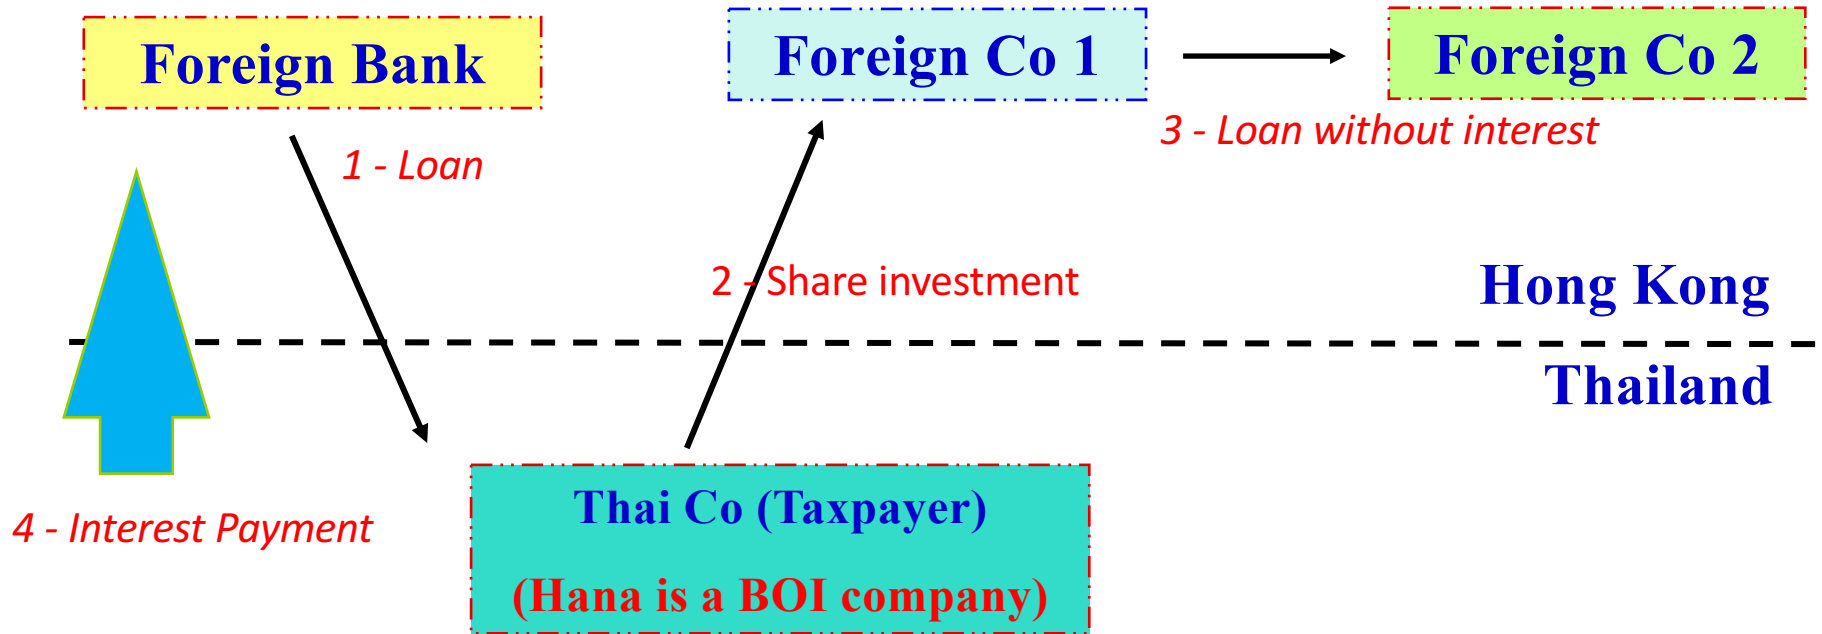 Foreign Bank
Foreign Co 1
Foreign Co 2
1 - Loan
3 - Loan without interest
2 - Share investment
Hong Kong
Thailand
4 - Interest Payment
Thai Co (Taxpayer)
(Hana is a BOI company)